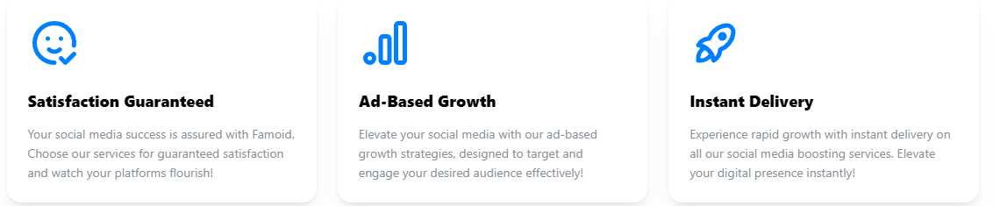 Satisfaction Guaranteed
Your social media success is assured with Famoid.
Choose our services for guaranteed satisfaction
and watch your platforms flourish!
Ad-Based Growth
Elevate your social media with our ad-based
growth strategies, designed to target and
engage your desired audience effectively!
Instant Delivery
Experience rapid growth with instant delivery on
all our social media boosting services. Elevate
your digital presence instantly!